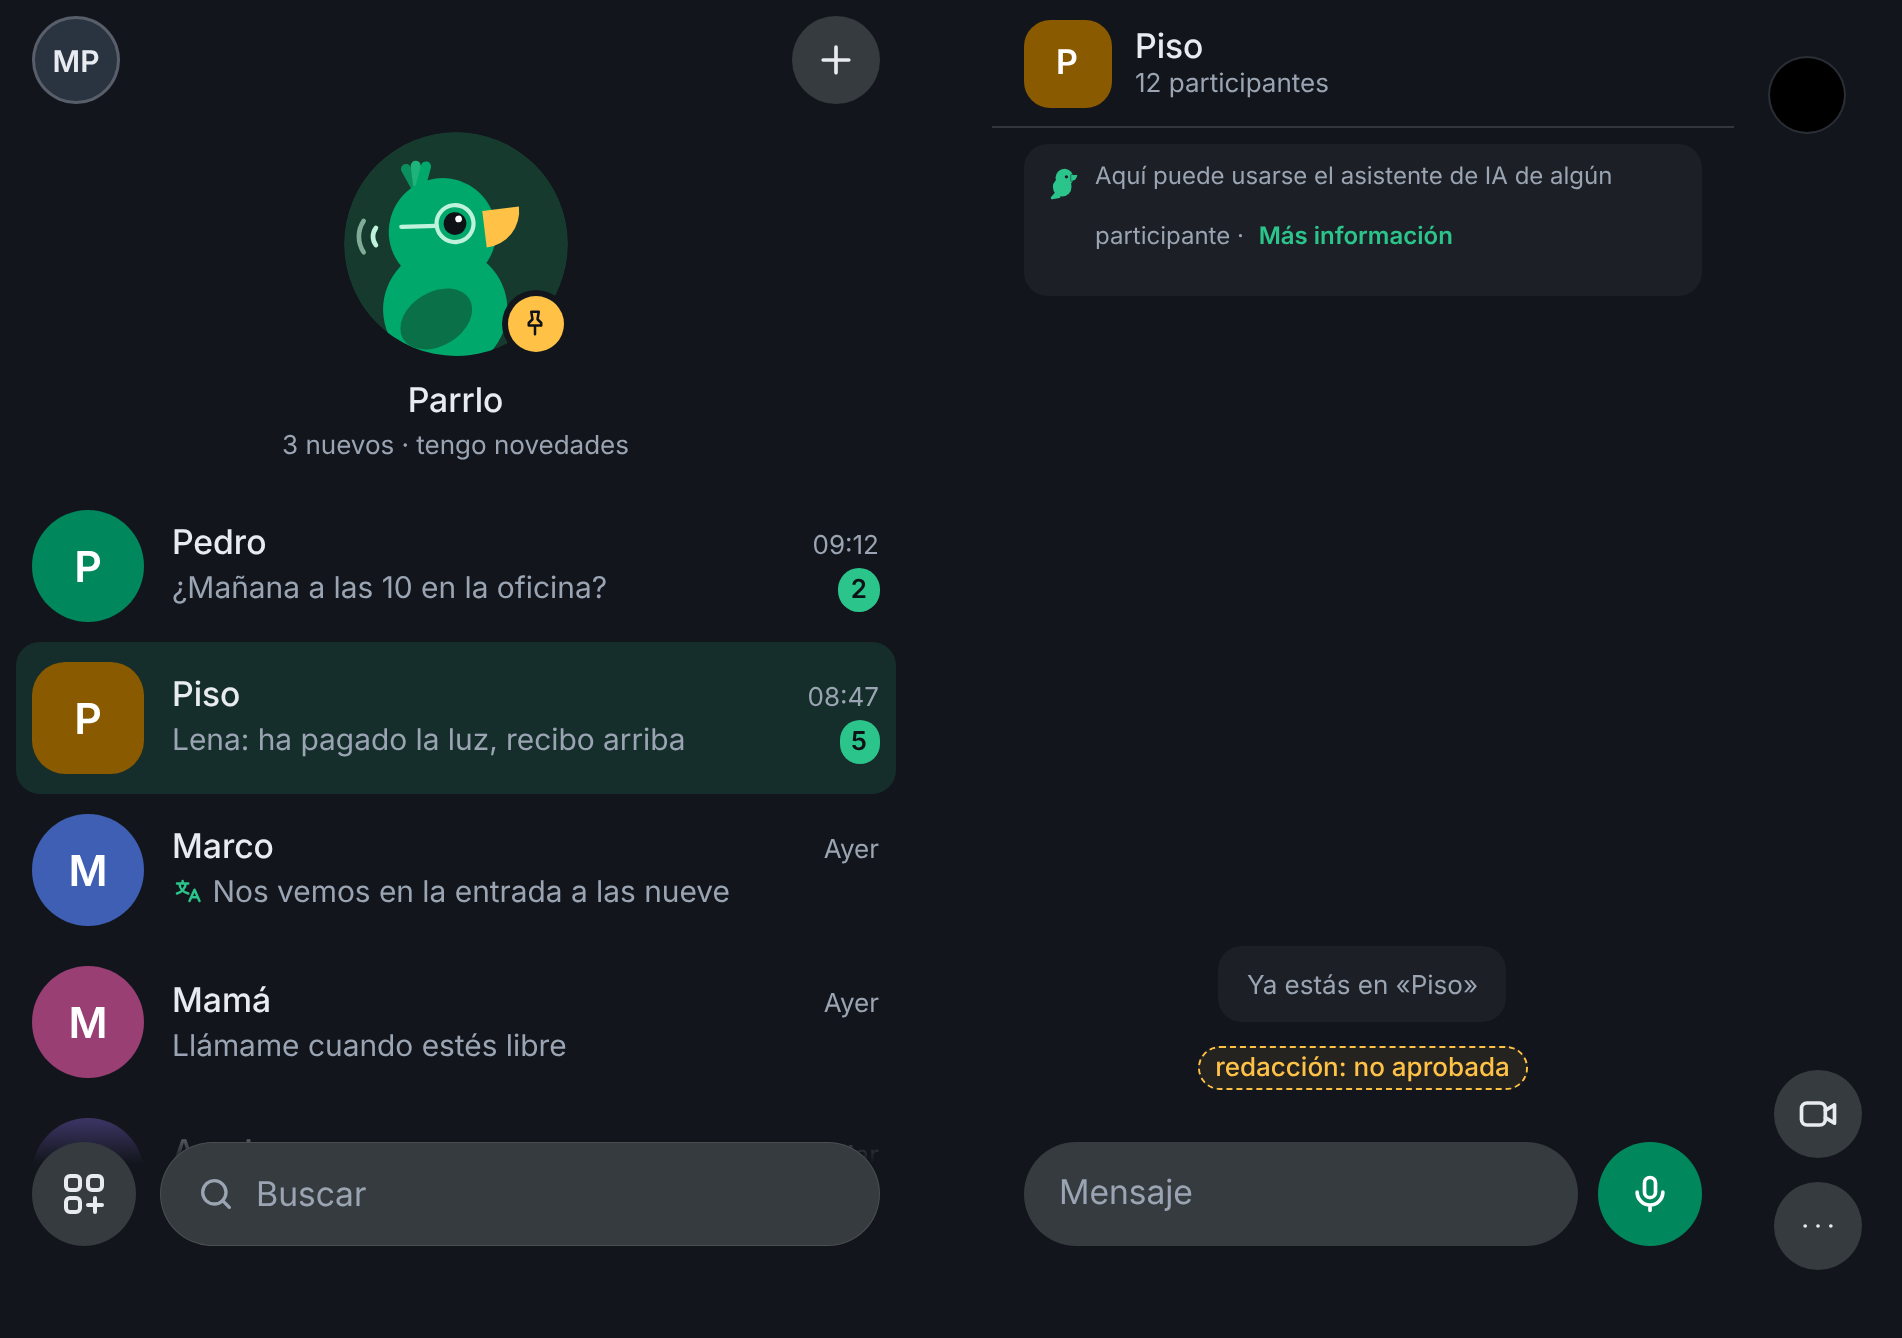 MP
Parrlo
3 nuevos · tengo novedades
P
Pedro
09:12
¿Mañana a las 10 en la oficina?
2
P
Piso
08:47
Lena: ha pagado la luz, recibo arriba
5
M
Marco
Ayer
Nos vemos en la entrada a las nueve
M
Mamá
Ayer
Llámame cuando estés libre
Buscar
P
Piso
12 participantes
Aquí puede usarse el asistente de IA de algún
participante · Más información
Ya estás en «Piso»
redacción: no aprobada
Mensaje